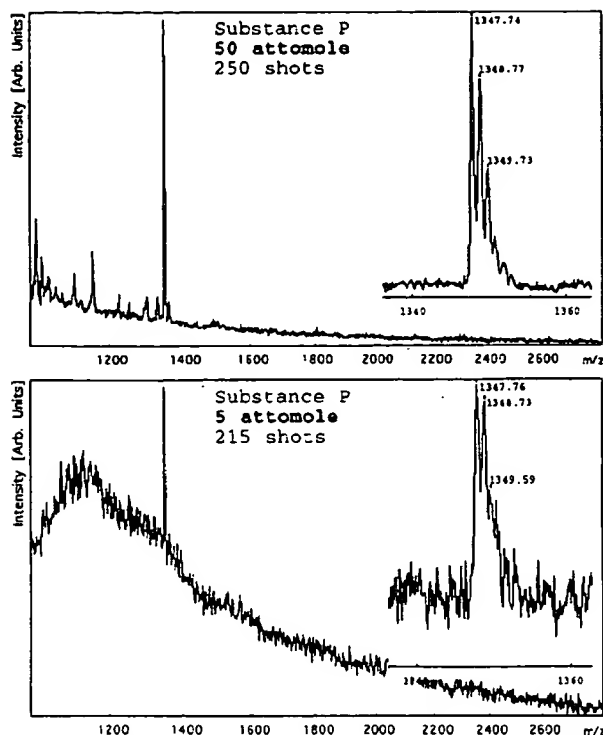 Intensity [Arb. Units]
Substance P
50 attomole
250 shots
1347.74
1348.77
1349.73
1340
1360
1200
1400
1600
1800
2000
2200
2400
2600
m/z
Intensity [Arb. Units]
Substance P
5 attomole
215 shots
1347.76
1348.73
1349.59
1360
1200
1400
1600
1800
2000
2200
2400
2600
m/z